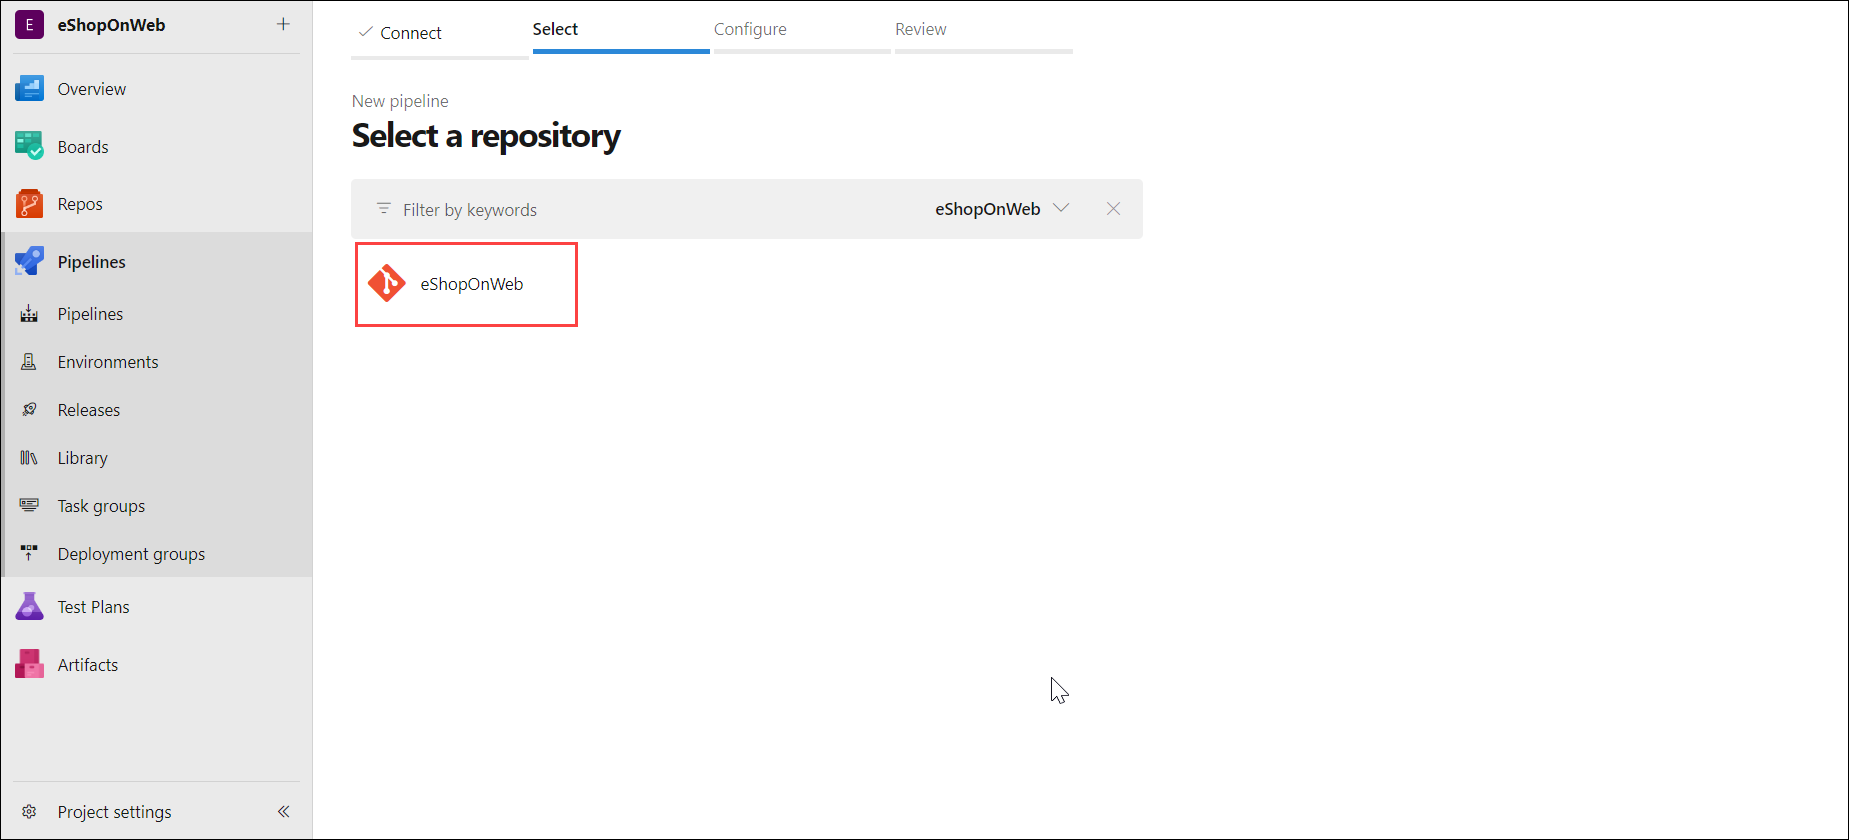 E eShopOnWeb
Overview
Boards
Repos
Pipelines
Pipelines
Environments
Releases
Library
Task groups
Deployment groups
Test Plans
Artifacts
Project settings
Connect
Select
Configure
Review
New pipeline
Select a repository
Filter by keywords
eShopOnWeb
eShopOnWeb